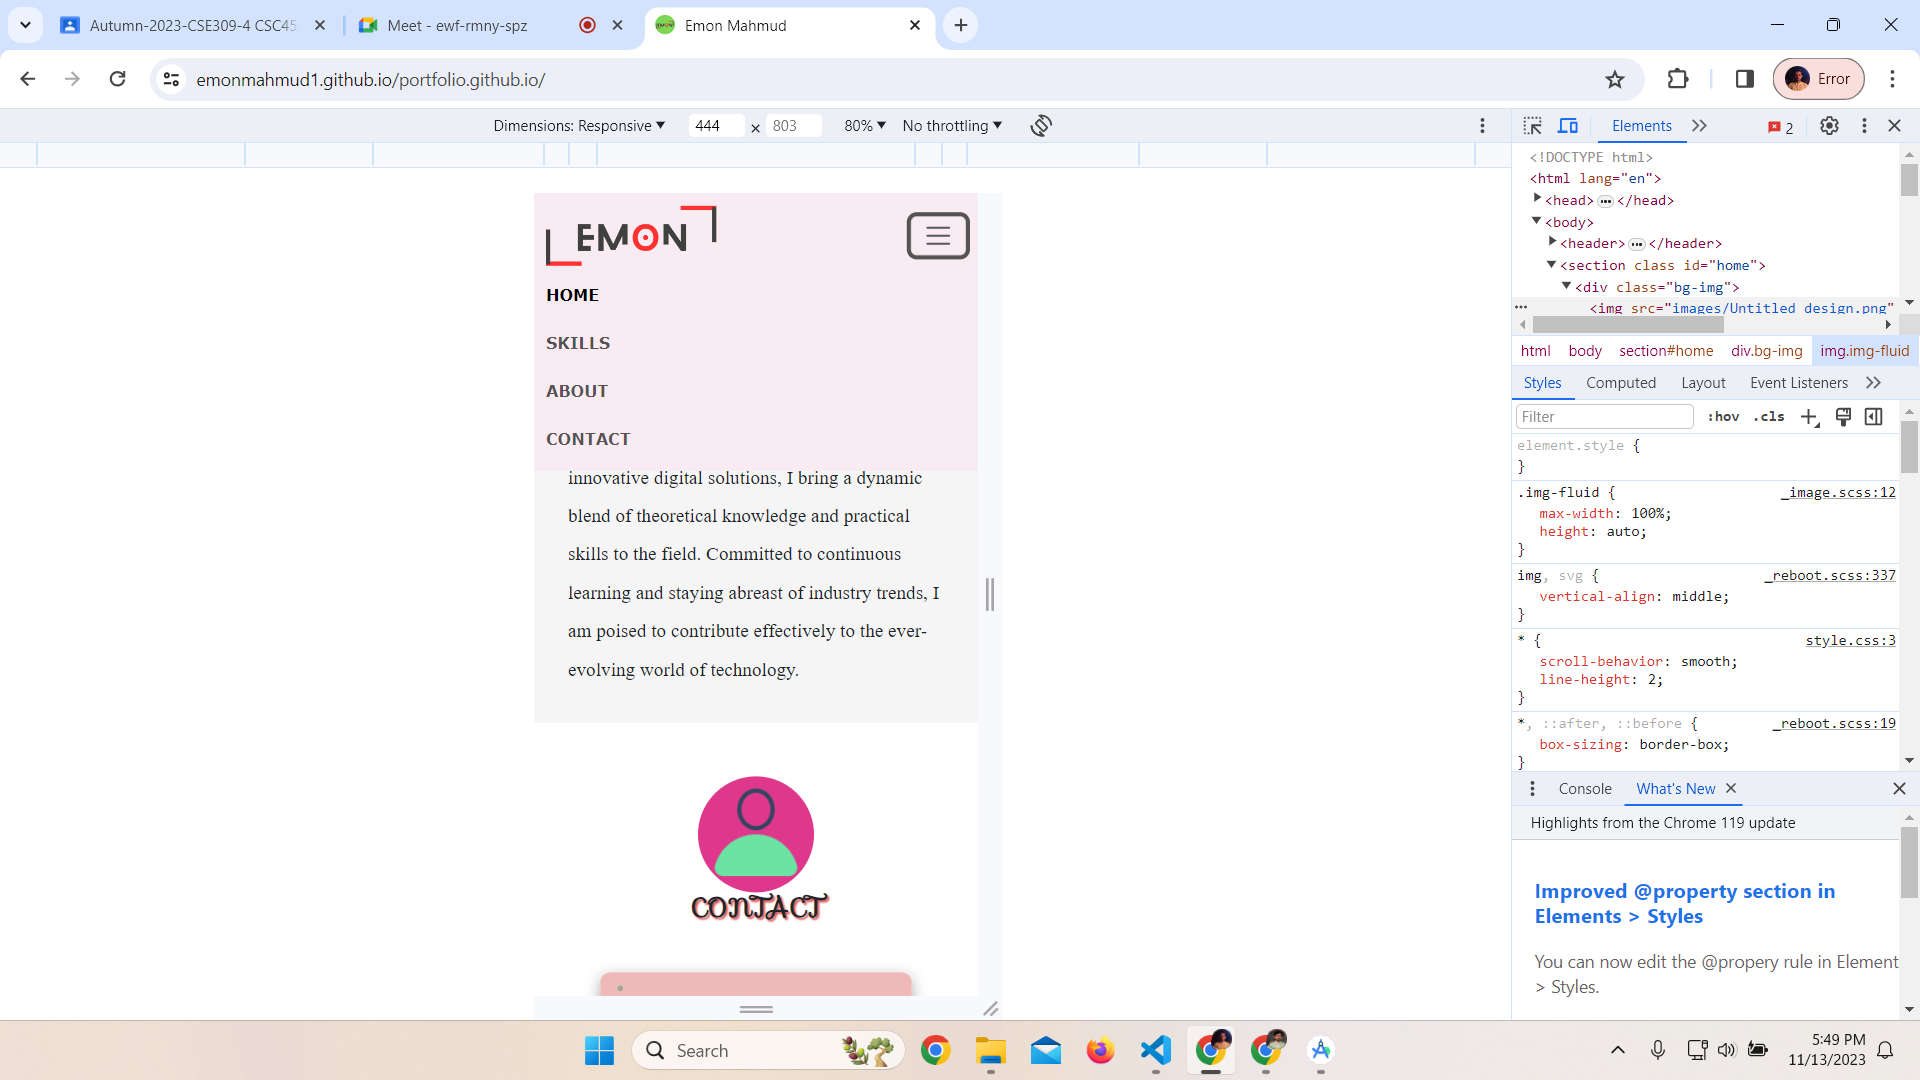 Autumn-2023-CSE309-4 CSC45
Meet - ewf-rmny-spz
Emon Mahmud
emonmahmud1.github.io/portfolio.github.io/
Error
Dimensions: Responsive
444
×
803
80%
No throttling
Elements
2
<!DOCTYPE html>
<html lang="en">
<head> ••• </head>
<body>
<header> ••• </header>
<section class id="home">
<div class="bg-img">
••• <img src="images/Untitled design.png"
html body section#home div.bg-img img.img-fluid
Styles Computed Layout Event Listeners
Filter
:hov .cls
element.style {
}
.img-fluid { _image.scss:12
max-width: 100%;
height: auto;
}
img, svg { _reboot.scss:337
vertical-align: middle;
}
* { style.css:3
scroll-behavior: smooth;
line-height: 2;
}
*, ::after, ::before { _reboot.scss:19
box-sizing: border-box;
}
Console What's New
Highlights from the Chrome 119 update
Improved @property section in
Elements > Styles
You can now edit the @propery rule in Element
> Styles.
EMON
HOME
SKILLS
ABOUT
CONTACT
innovative digital solutions, I bring a dynamic
blend of theoretical knowledge and practical
skills to the field. Committed to continuous
learning and staying abreast of industry trends, I
am poised to contribute effectively to the ever-
evolving world of technology.
CONTACT
Search
5:49 PM
11/13/2023